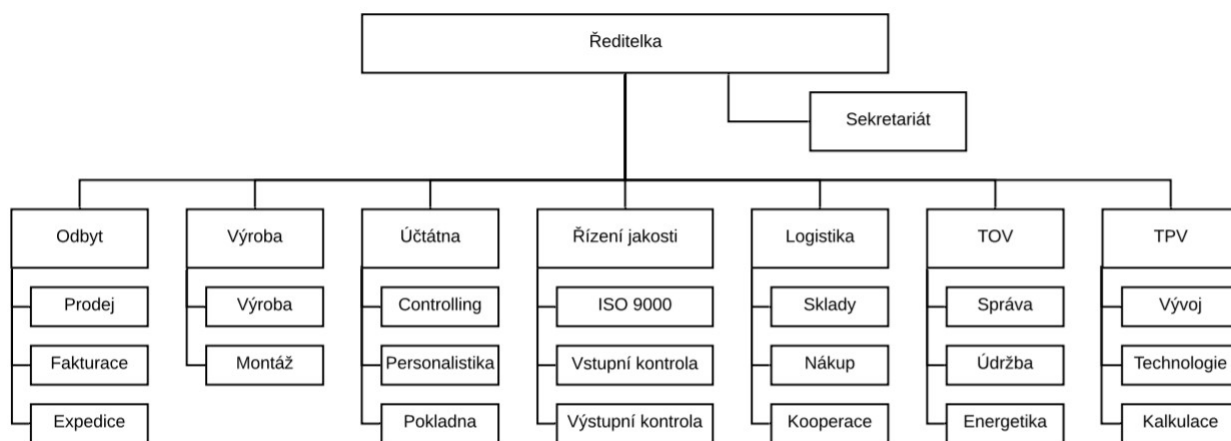 Ředitelka
Sekretariát
Odbyt
Výroba
Účtátna
Řízení jakosti
Logistika
TOV
TPV
Prodej
Výroba
Controlling
ISO 9000
Sklady
Správa
Vývoj
Fakturace
Montáž
Personalistika
Vstupní kontrola
Nákup
Údržba
Technologie
Expedice
Pokladna
Výstupní kontrola
Kooperace
Energetika
Kalkulace